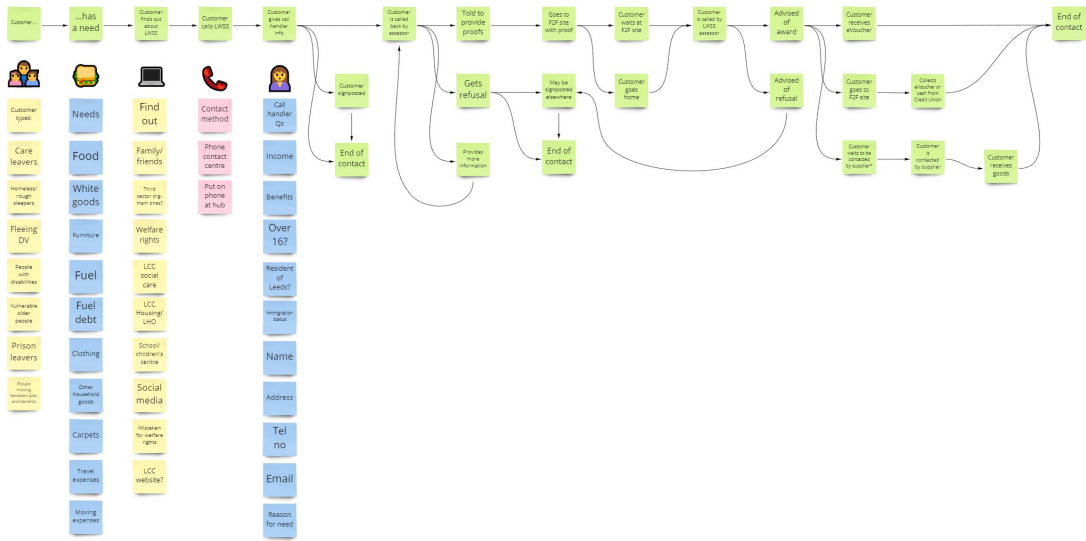 Customer...
...has
a need
Customer
finds out
about
LWSS
Customer
calls LWSS
Customer
gives call
handler
info
Customer
is called
back by
assessor
Told to
provide
proofs
Goes to
F2F site
with proof
Customer
waits at
F2F site
Customer
is called
by LWSS
assessor
Advised
of
award
Customer
receives
eVoucher
End of
contact
Customer
signposted
Gets
refusal
May be
signposted
elsewhere
Customer
goes
home
Advised
of
refusal
Customer
goes to
F2F site
Collects
eVoucher or
cash from
Credit Union
End of
contact
Provides
more
information
End of
contact
Customer
waits to be
contacted
by supplier*
Customer
is
contacted
by supplier
Customer
receives
goods
Customer
types:
Care
leavers
Homeless/
rough
sleepers
Fleeing
DV
People
with
disabilities
Vulnerable
older
people
Prison
leavers
People
moving
between jobs
and benefits
Needs
Food
White
goods
Furniture
Fuel
Fuel
debt
Clothing
Other
household
goods
Carpets
Travel
expenses
Moving
expenses
Find
out
Family/
friends
Third
sector org-
main ones?
Welfare
rights
LCC
social
care
LCC
Housing/
LHO
School/
children's
centre
Social
media
Mistaken
for welfare
rights
LCC
website?
Contact
method
Phone
contact
centre
Put on
phone
at hub
Call
handler
Qs
Income
Benefits
Over
16?
Resident
of
Leeds?
Immigration
status
Name
Address
Tel
no
Email
Reason
for need